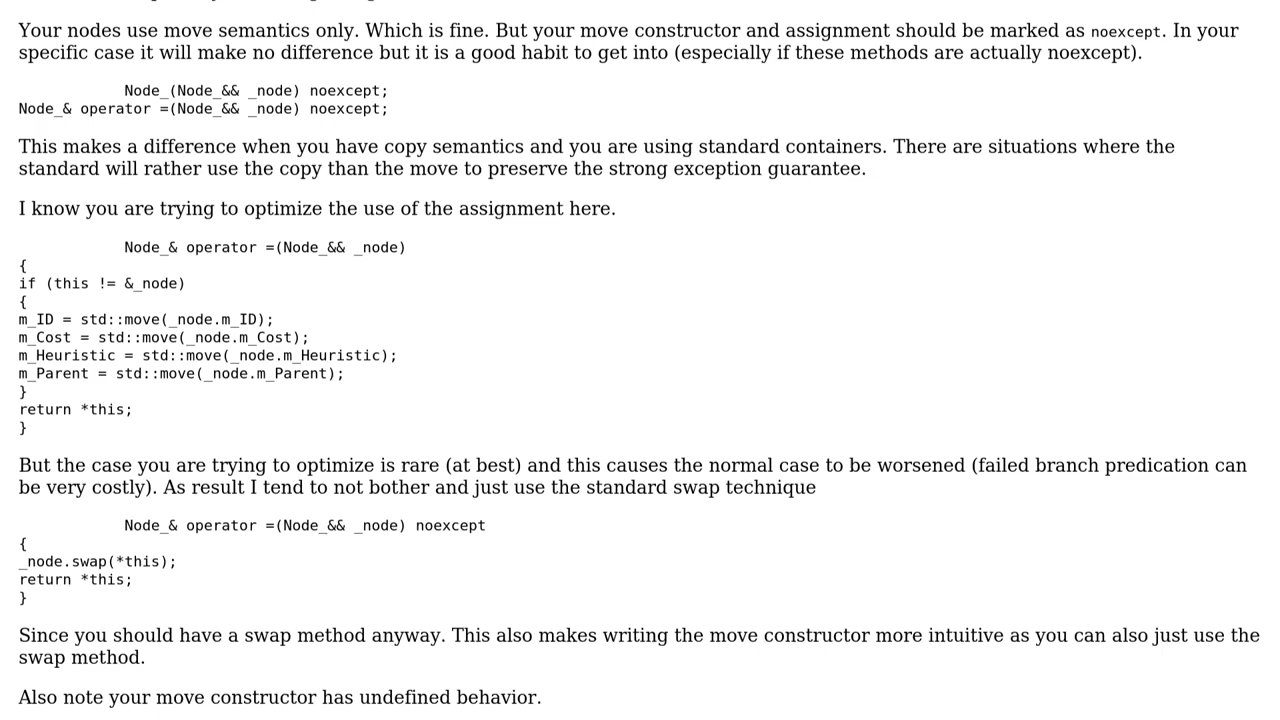 Your nodes use move semantics only. Which is fine. But your move constructor and assignment should be marked as noexcept. In your
specific case it will make no difference but it is a good habit to get into (especially if these methods are actually noexcept).
Node_(Node_&& _node) noexcept;
Node_& operator =(Node_&& _node) noexcept;
This makes a difference when you have copy semantics and you are using standard containers. There are situations where the
standard will rather use the copy than the move to preserve the strong exception guarantee.
I know you are trying to optimize the use of the assignment here.
Node_& operator =(Node_&& _node)
{
if (this != &_node)
{
m_ID = std::move(_node.m_ID);
m_Cost = std::move(_node.m_Cost);
m_Heuristic = std::move(_node.m_Heuristic);
m_Parent = std::move(_node.m_Parent);
}
return *this;
}
But the case you are trying to optimize is rare (at best) and this causes the normal case to be worsened (failed branch predication can
be very costly). As result I tend to not bother and just use the standard swap technique
Node_& operator =(Node_&& _node) noexcept
{
_node.swap(*this);
return *this;
}
Since you should have a swap method anyway. This also makes writing the move constructor more intuitive as you can also just use the
swap method.
Also note your move constructor has undefined behavior.